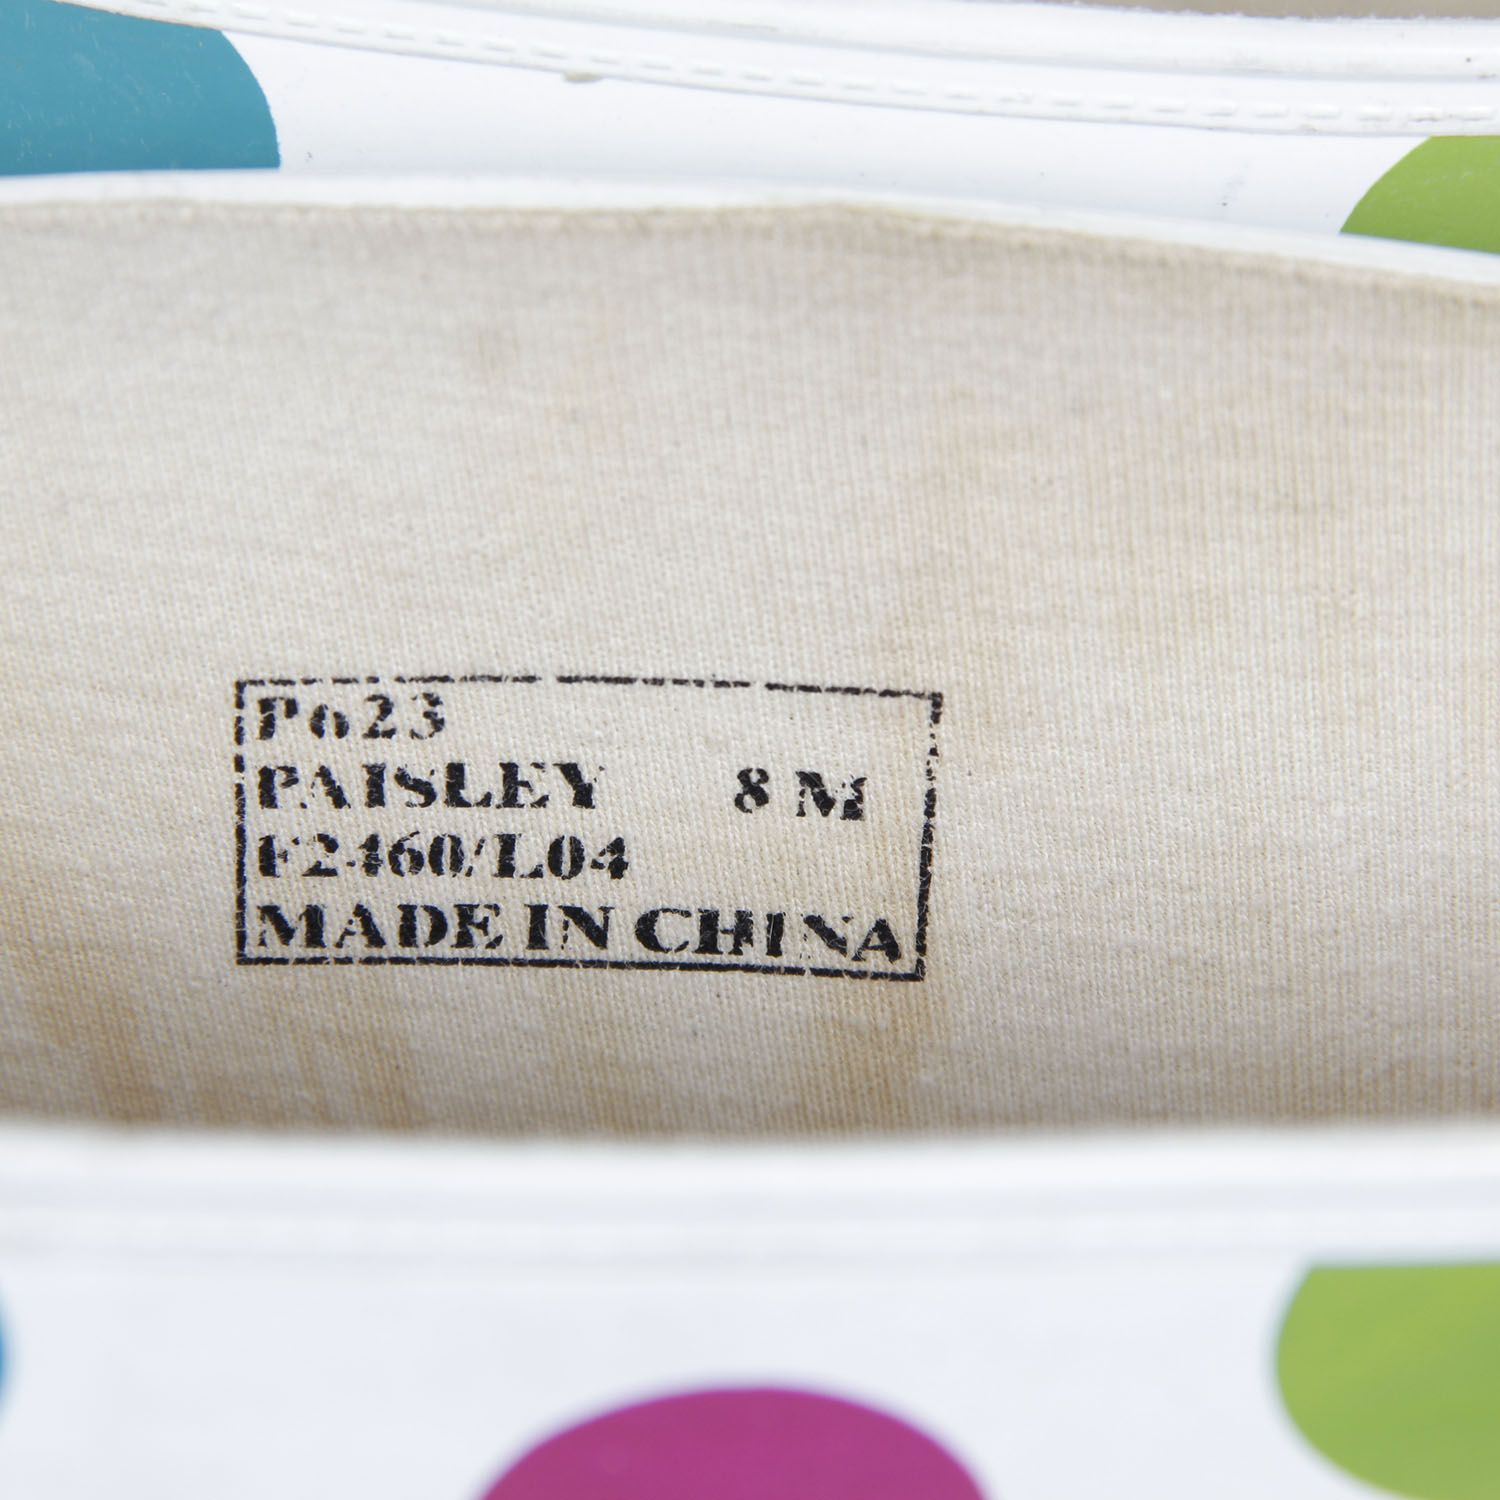 P623
PAISLEY 8 M
F2460/L04
MADE IN CHINA